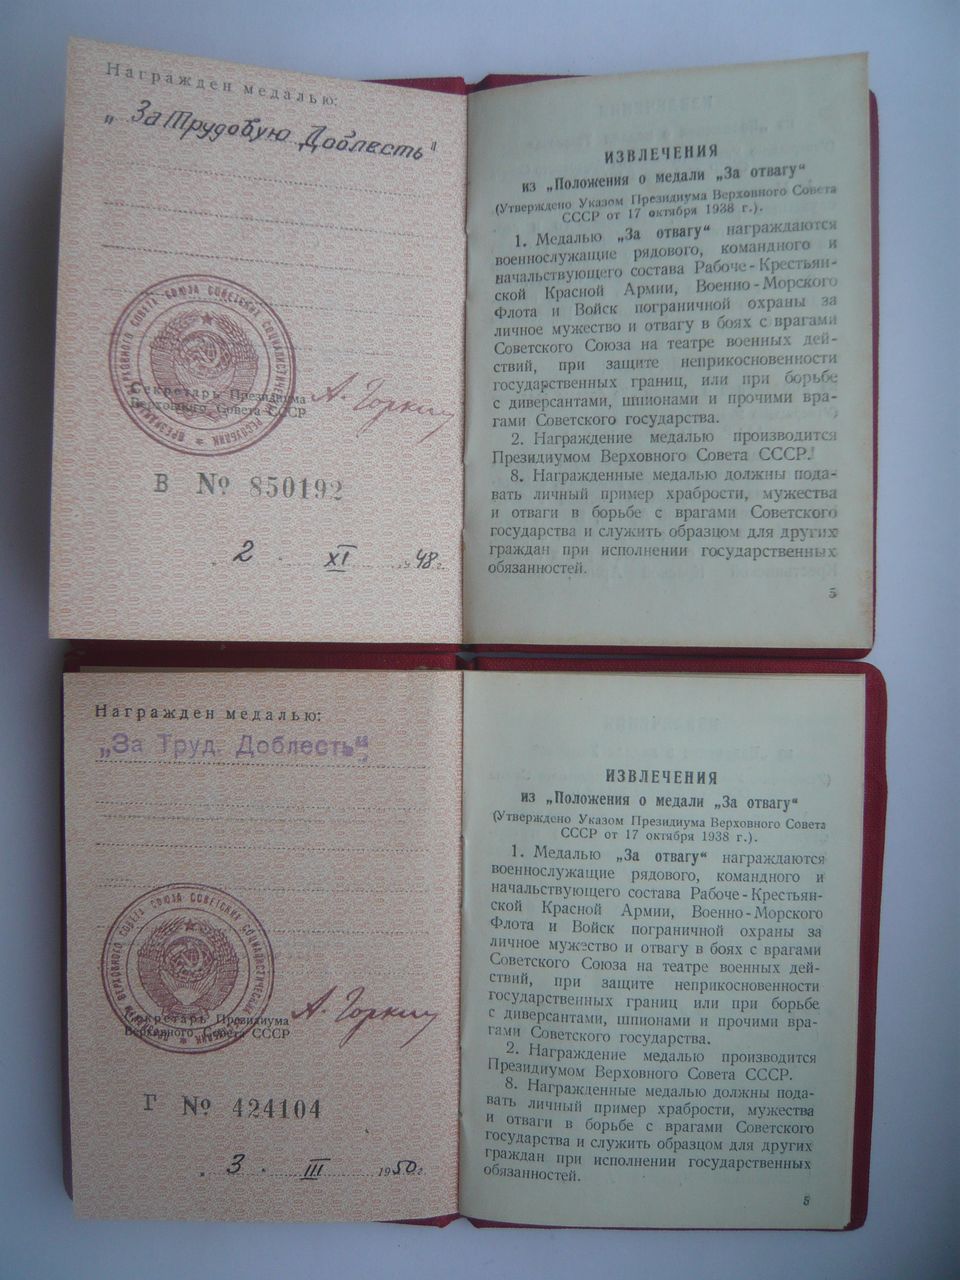 Награжден медалью:
„За Трудовую Доблесть"
Секретарь Президиума
Верховного Совета СССР
А. Горкин
В № 850192
„ 2 „ XI 1948 г.
ИЗВЛЕЧЕНИЯ
из „Положения о медали „За отвагу“
(Утверждено Указом Президиума Верховного Совета
СССР от 17 октября 1938 г.).
1. Медалью „За отвагу“ награждаются
военнослужащие рядового, командного и
начальствующего состава Рабоче-Крестьян-
ской Красной Армии, Военно-Морского
Флота и Войск пограничной охраны за
личное мужество и отвагу в боях с врагами
Советского Союза на театре военных дей-
ствий, при защите неприкосновенности
государственных границ, или при борьбе
с диверсантами, шпионами и прочими вра-
гами Советского государства.
2. Награждение медалью производится
Президиумом Верховного Совета СССР.
8. Награжденные медалью должны пода-
вать личный пример храбрости, мужества
и отваги в борьбе с врагами Советского
государства и служить образцом для других
граждан при исполнении государственных
обязанностей.
5
Награжден медалью:
„За Труд. Доблесть“
Секретарь Президиума
Верховного Совета СССР
А. Горкин
Г № 424104
„ 3 „ III 1950 г.
ИЗВЛЕЧЕНИЯ
из „Положения о медали „За отвагу“
(Утверждено Указом Президиума Верховного Совета
СССР от 17 октября 1938 г.).
1. Медалью „За отвагу“ награждаются
военнослужащие рядового, командного и
начальствующего состава Рабоче-Крестьян-
ской Красной Армии, Военно-Морского
Флота и Войск пограничной охраны за
личное мужество и отвагу в боях с врагами
Советского Союза на театре военных дей-
ствий, при защите неприкосновенности
государственных границ или при борьбе
с диверсантами, шпионами и прочими вра-
гами Советского государства.
2. Награждение медалью производится
Президиумом Верховного Совета СССР.
8. Награжденные медалью должны пода-
вать личный пример храбрости, мужества
и отваги в борьбе с врагами Советского
государства и служить образцом для других
граждан при исполнении государственных
обязанностей.
5